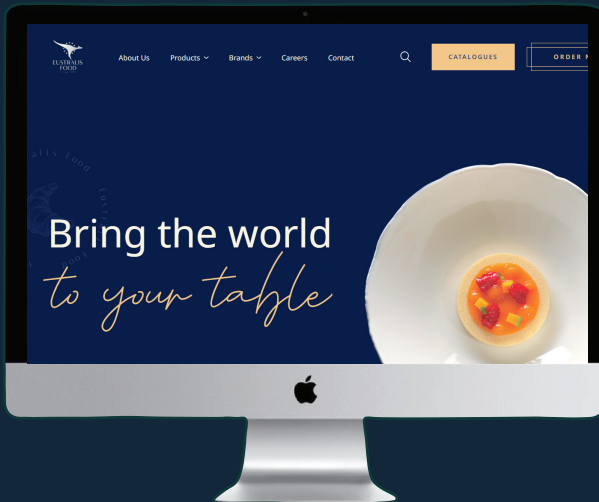 EUSTRALIS
FOOD
About Us
Products
Brands
Careers
Contact
CATALOGUES
ORDER
Bring the world
to your table